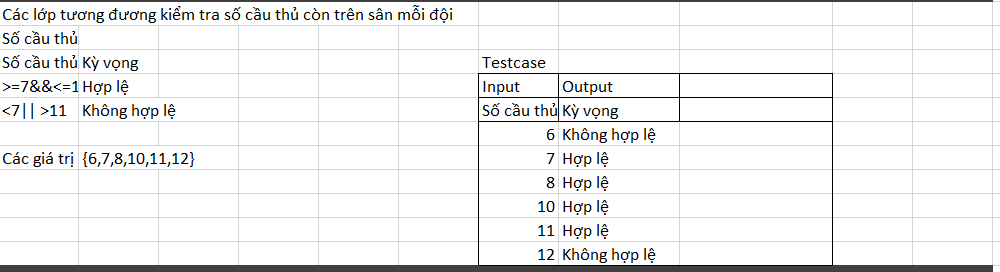 Các lớp tương đương kiểm tra số cầu thủ còn trên sân mỗi đội
Số cầu thủ
Số cầu thủ Kỳ vọng
>=7&&<=1 Hợp lệ
<7|| >11 Không hợp lệ
Các giá trị {6,7,8,10,11,12}
Testcase
Input Output
Số cầu thủ Kỳ vọng
6 Không hợp lệ
7 Hợp lệ
8 Hợp lệ
10 Hợp lệ
11 Hợp lệ
12 Không hợp lệ